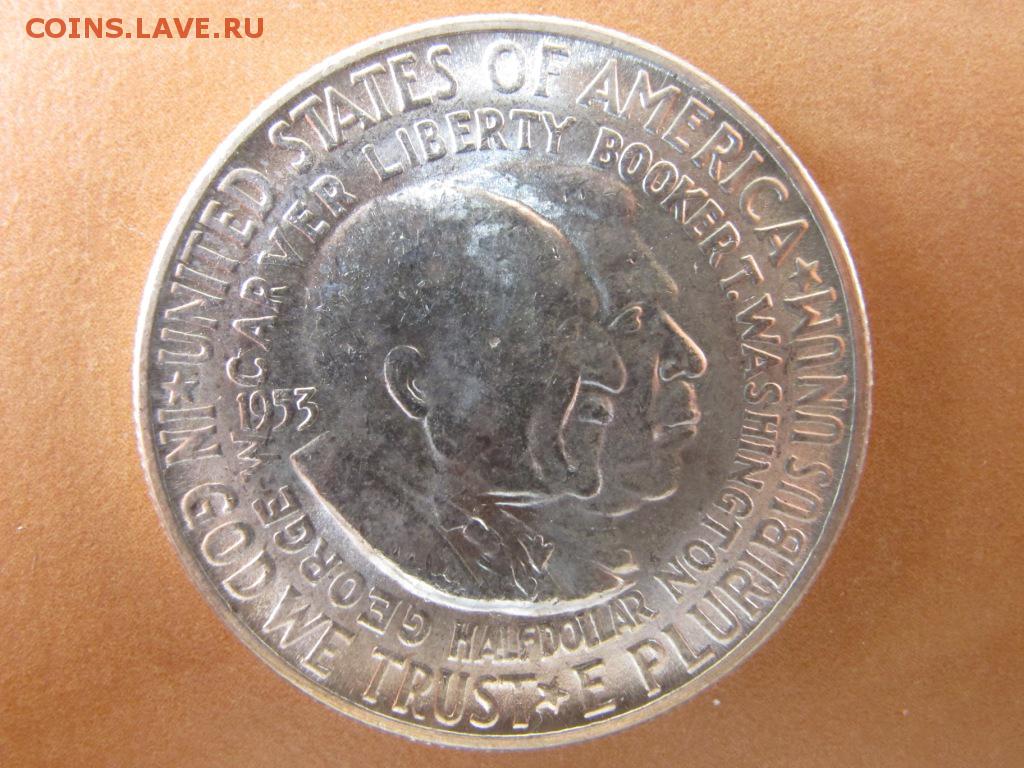 COINS.LAVE.RU
★ UNITED STATES OF AMERICA ★
E PLURIBUS UNUM
IN GOD WE TRUST ★
GEORGE W. CARVER LIBERTY BOOKER T. WASHINGTON
HALF DOLLAR
1953